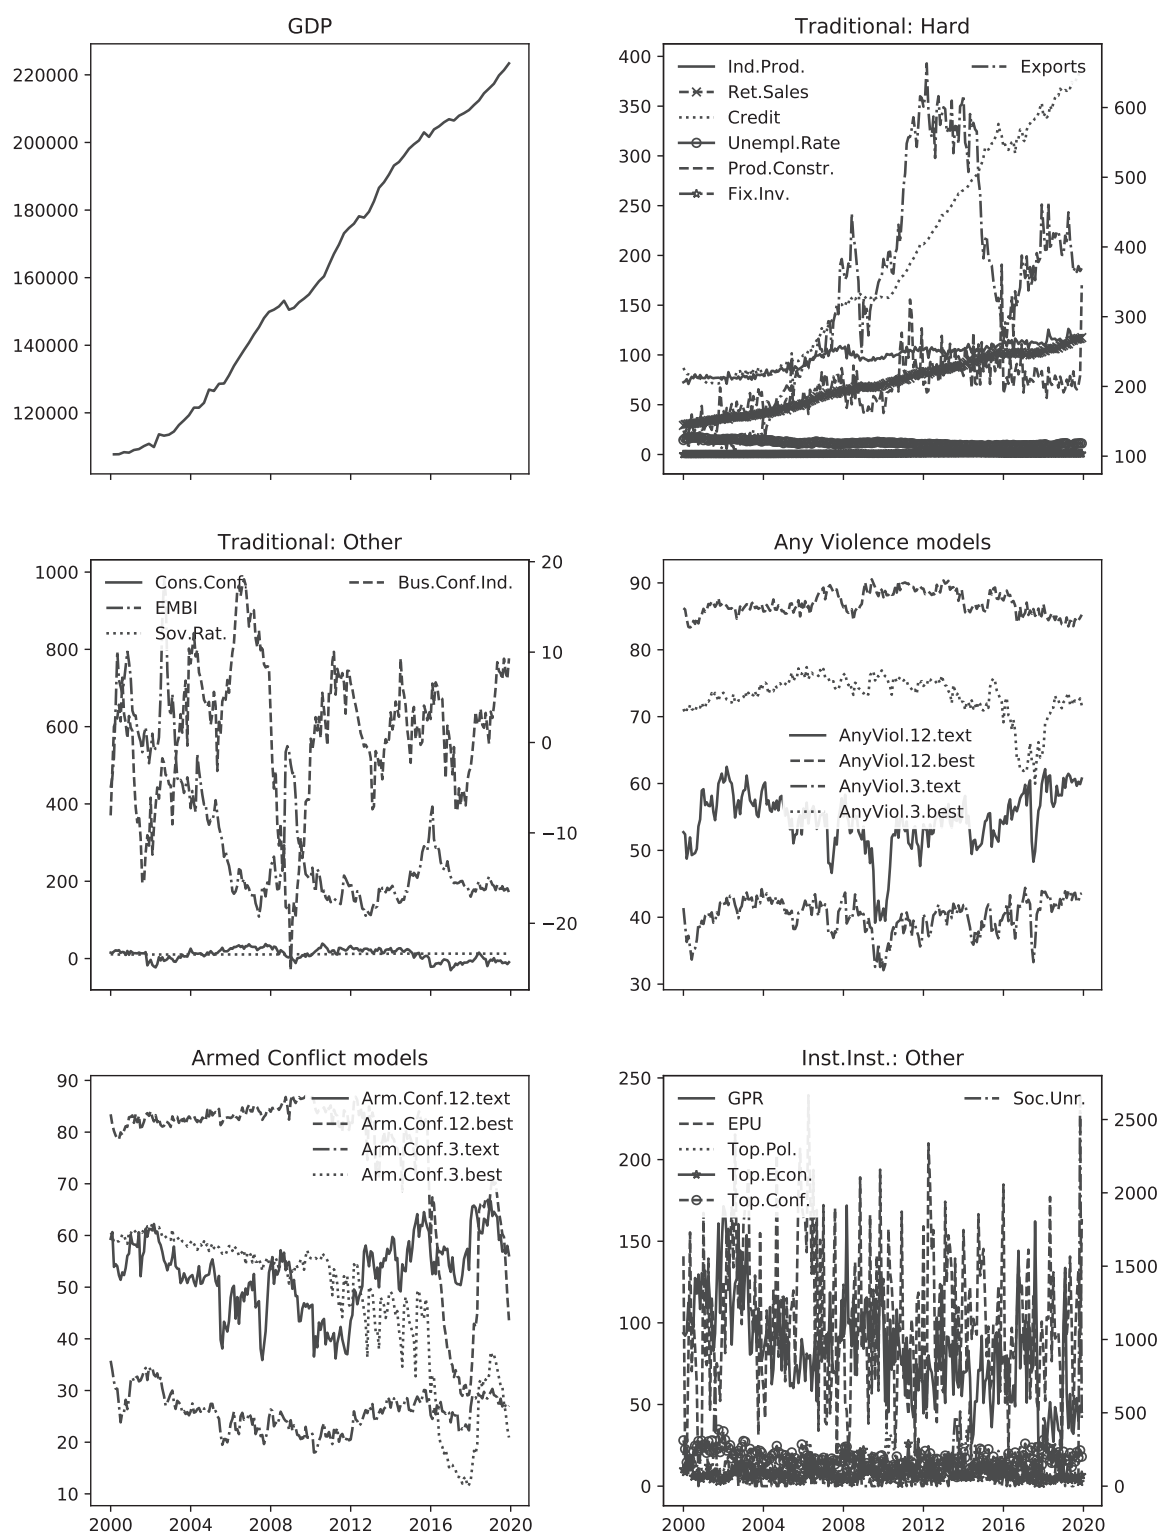 GDP
220000
200000
180000
160000
140000
120000
Traditional: Hard
400
350
300
250
200
150
100
50
0
Ind.Prod.
Ret.Sales
Credit
Unempl.Rate
Prod.Constr.
Fix.Inv.
Exports
600
500
400
300
200
100
Traditional: Other
1000
800
600
400
200
0
Cons.Conf.
EMBI
Sov.Rat.
Bus.Conf.Ind.
20
10
0
−10
−20
Any Violence models
90
80
70
60
50
40
30
AnyViol.12.text
AnyViol.12.best
AnyViol.3.text
AnyViol.3.best
Armed Conflict models
90
80
70
60
50
40
30
20
10
Arm.Conf.12.text
Arm.Conf.12.best
Arm.Conf.3.text
Arm.Conf.3.best
2000 2004 2008 2012 2016 2020
Inst.Inst.: Other
250
200
150
100
50
0
GPR
EPU
Top.Pol.
Top.Econ.
Top.Conf.
Soc.Unr.
2500
2000
1500
1000
500
0
2000 2004 2008 2012 2016 2020